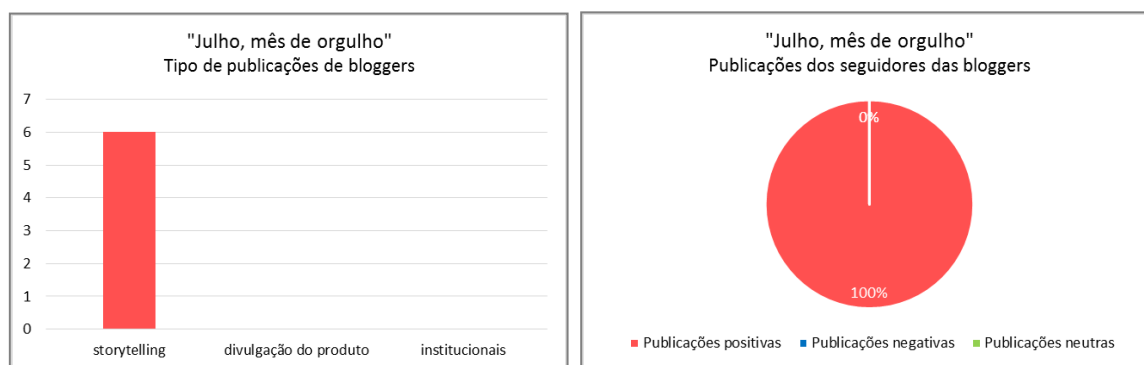 "Julho, mês de orgulho"
Tipo de publicações de bloggers
7
6
5
4
3
2
1
0
storytelling divulgação do produto institucionais
"Julho, mês de orgulho"
Publicações dos seguidores das bloggers
0%
100%
Publicações positivas Publicações negativas Publicações neutras